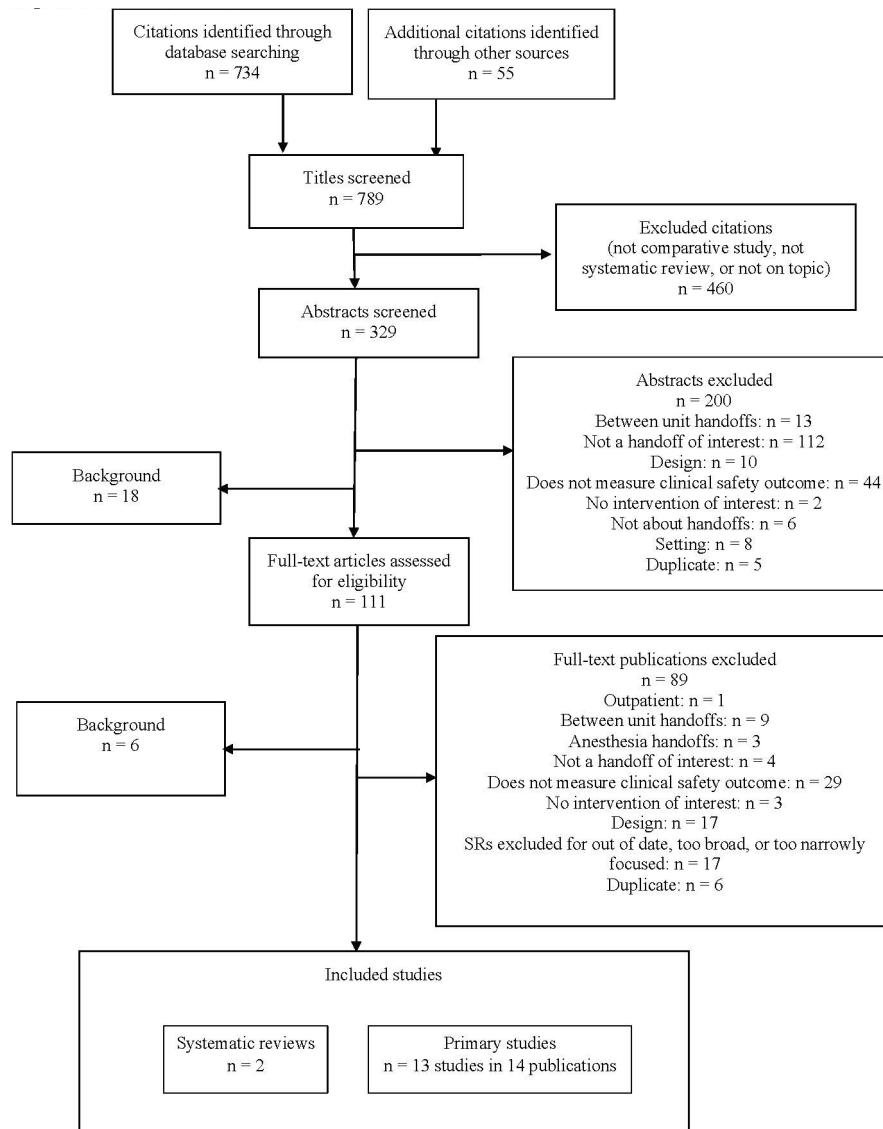 Citations identified through
database searching
n = 734
Additional citations identified
through other sources
n = 55
Titles screened
n = 789
Excluded citations
(not comparative study, not
systematic review, or not on topic)
n = 460
Abstracts screened
n = 329
Abstracts excluded
n = 200
Between unit handoffs: n = 13
Not a handoff of interest: n = 112
Design: n = 10
Does not measure clinical safety outcome: n = 44
No intervention of interest: n = 2
Not about handoffs: n = 6
Setting: n = 8
Duplicate: n = 5
Background
n = 18
Full-text articles assessed
for eligibility
n = 111
Full-text publications excluded
n = 89
Outpatient: n = 1
Between unit handoffs: n = 9
Anesthesia handoffs: n = 3
Not a handoff of interest: n = 4
Does not measure clinical safety outcome: n = 29
No intervention of interest: n = 3
Design: n = 17
SRs excluded for out of date, too broad, or too narrowly
focused: n = 17
Duplicate: n = 6
Background
n = 6
Included studies
Systematic reviews
n = 2
Primary studies
n = 13 studies in 14 publications